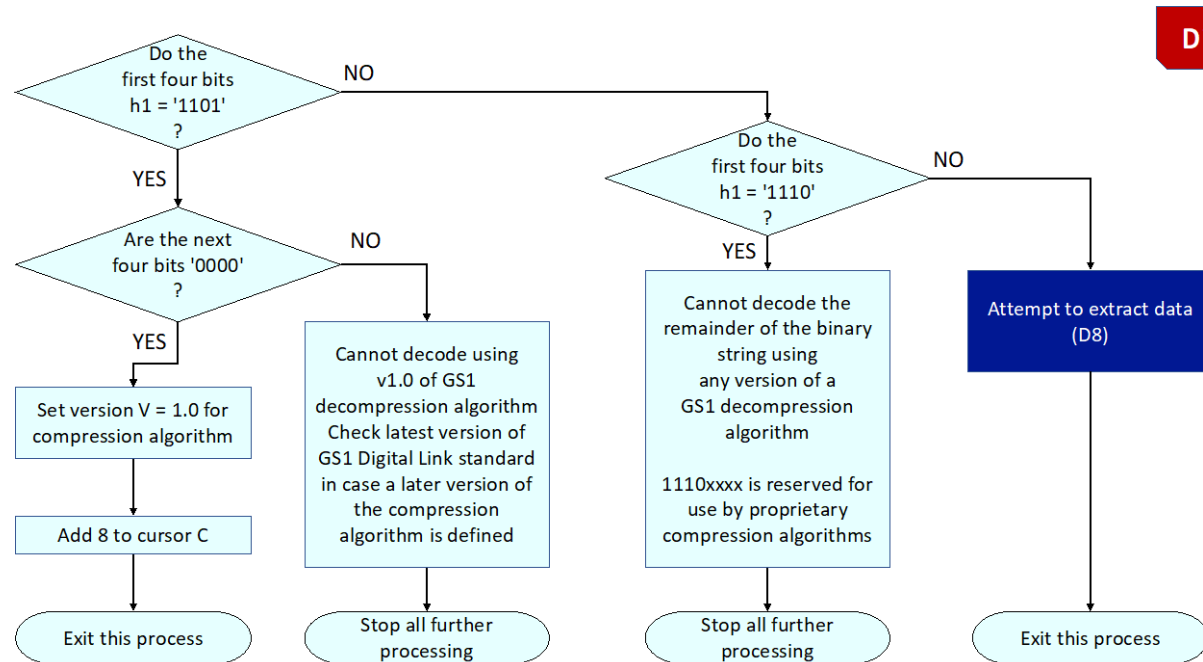 D
Do the
first four bits
h1 = '1101'
?
NO
YES
Do the
first four bits
h1 = '1110'
?
NO
YES
Are the next
four bits '0000'
?
NO
YES
Set version V = 1.0 for
compression algorithm
Add 8 to cursor C
Exit this process
Cannot decode using
v1.0 of GS1
decompression algorithm
Check latest version of
GS1 Digital Link standard
in case a later version of
the compression
algorithm is defined
Stop all further
processing
Cannot decode the
remainder of the binary
string using
any version of a
GS1 decompression
algorithm
1110xxxx is reserved for
use by proprietary
compression algorithms
Stop all further
processing
Attempt to extract data
(D8)
Exit this process